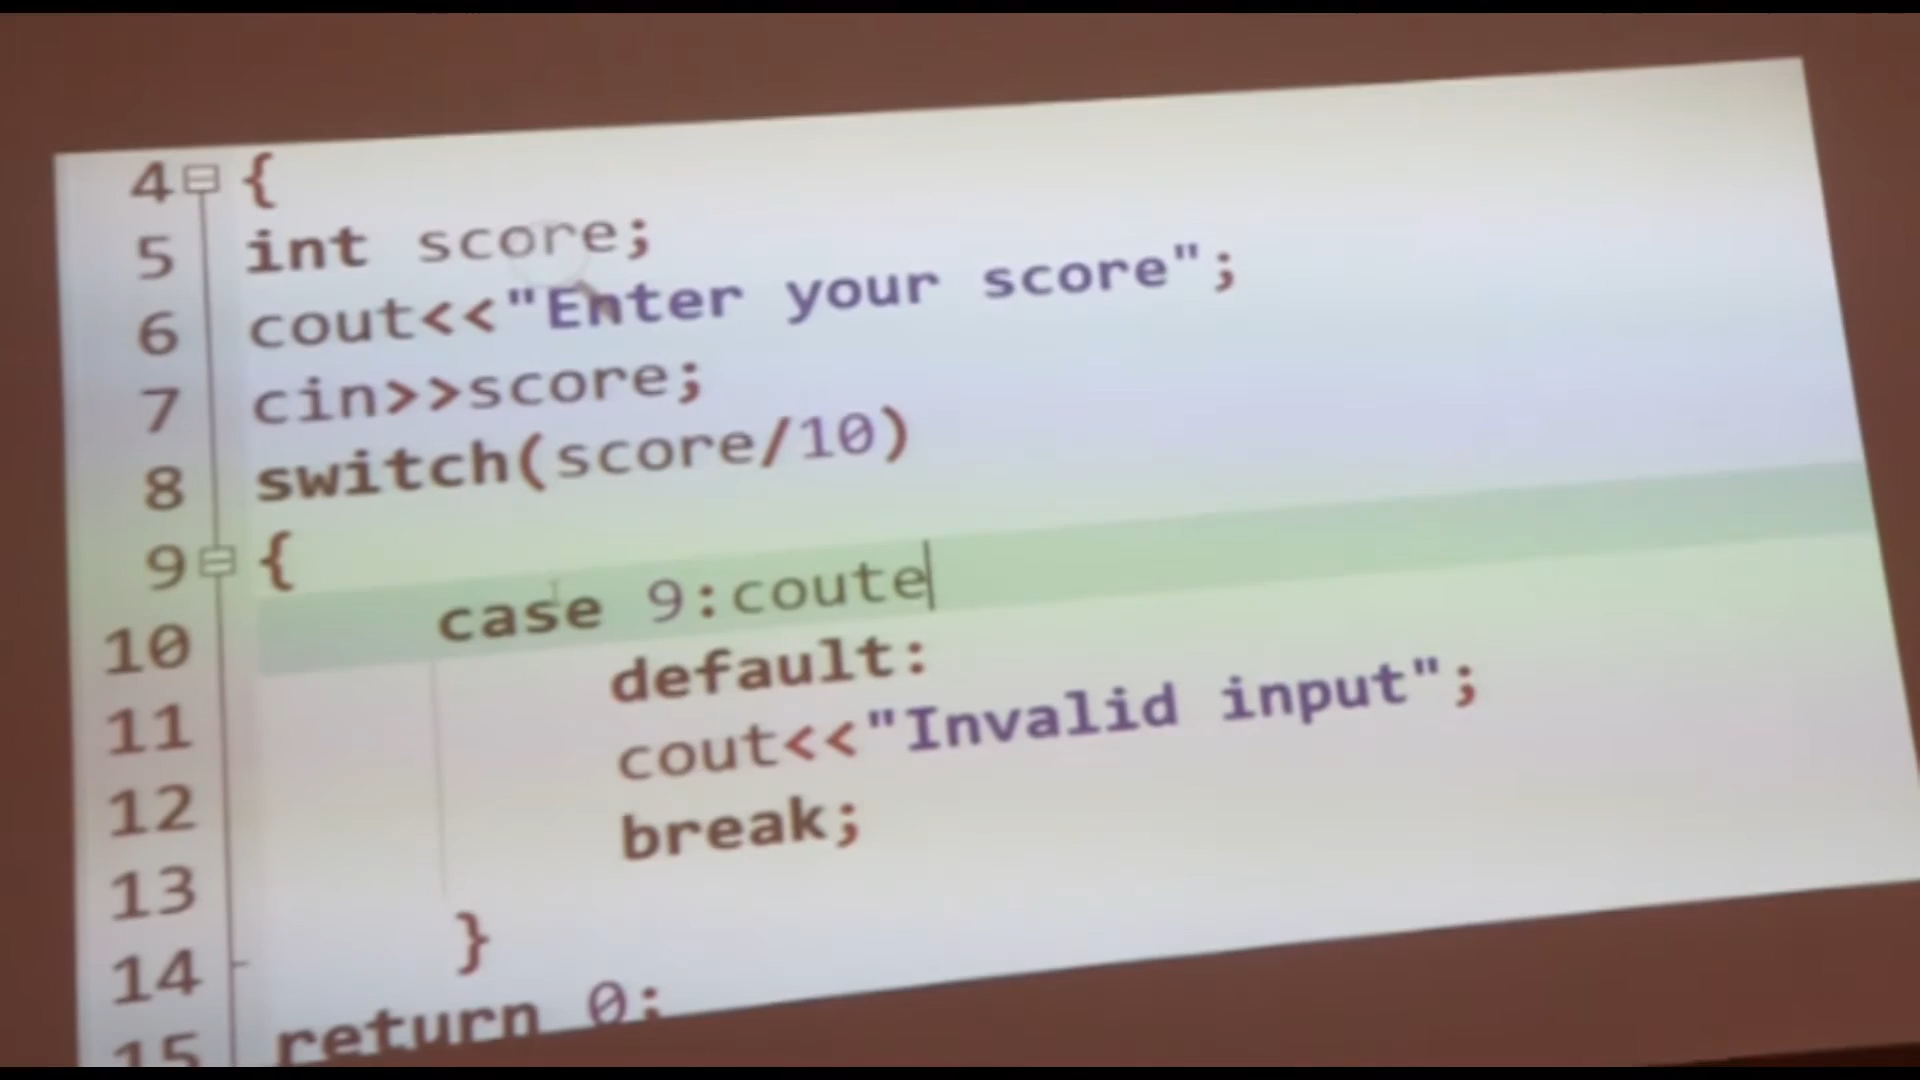 4 {
5 int score;
6 cout<<"Enter your score";
7 cin>>score;
8 switch(score/10)
9 {
10 case 9:coute
11 default:
12 cout<<"Invalid input";
13 break;
14 }
15 return 0;